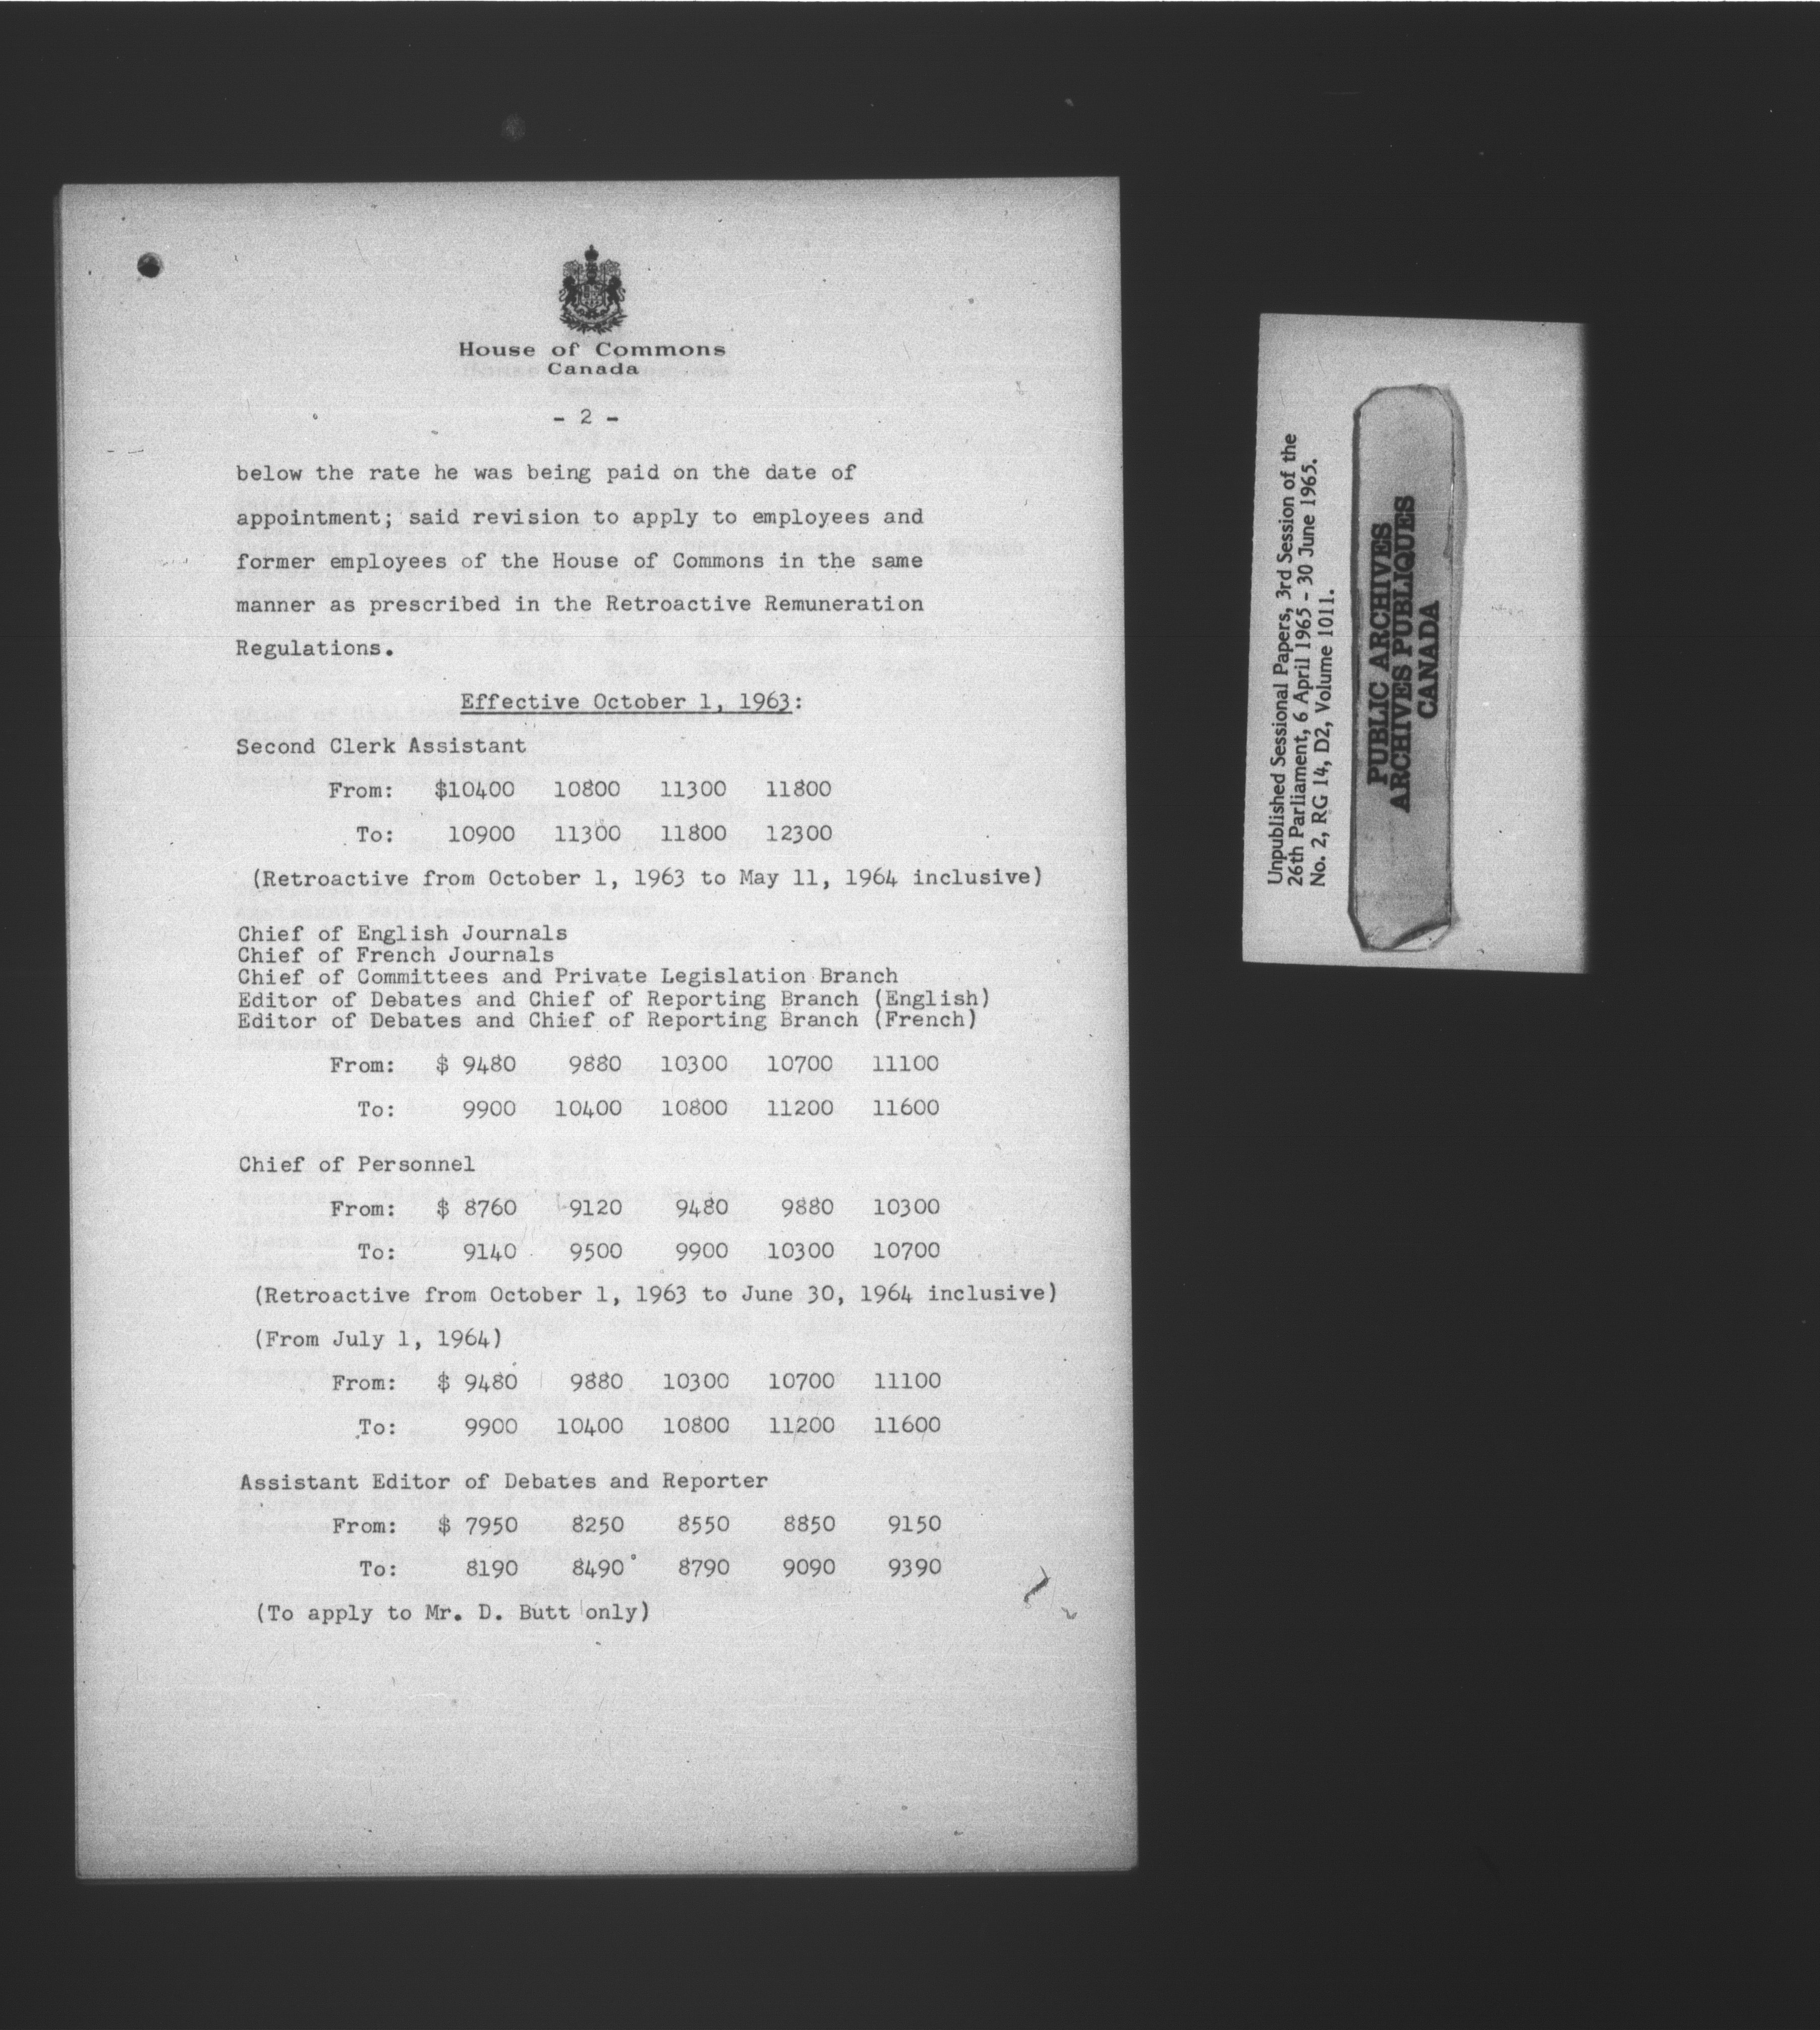 House of Commons
Canada
- 2 -
below the rate he was being paid on the date of
appointment; said revision to apply to employees and
former employees of the House of Commons in the same
manner as prescribed in the Retroactive Remuneration
Regulations.
Effective October 1, 1963:
Second Clerk Assistant
From: $10400 10800 11300 11800
To: 10900 11300 11800 12300
(Retroactive from October 1, 1963 to May 11, 1964 inclusive)
Chief of English Journals
Chief of French Journals
Chief of Committees and Private Legislation Branch
Editor of Debates and Chief of Reporting Branch (English)
Editor of Debates and Chief of Reporting Branch (French)
From: $ 9480 9880 10300 10700 11100
To: 9900 10400 10800 11200 11600
Chief of Personnel
From: $ 8760 9120 9480 9880 10300
To: 9140 9500 9900 10300 10700
(Retroactive from October 1, 1963 to June 30, 1964 inclusive)
(From July 1, 1964)
From: $ 9480 9880 10300 10700 11100
To: 9900 10400 10800 11200 11600
Assistant Editor of Debates and Reporter
From: $ 7950 8250 8550 8850 9150
To: 8190 8490 8790 9090 9390
(To apply to Mr. D. Butt only)
Unpublished Sessional Papers, 3rd Session of the
26th Parliament, 6 April 1965 - 30 June 1965.
No. 2, RG 14, D2, Volume 1011.
PUBLIC ARCHIVES
ARCHIVES PUBLIQUES
CANADA